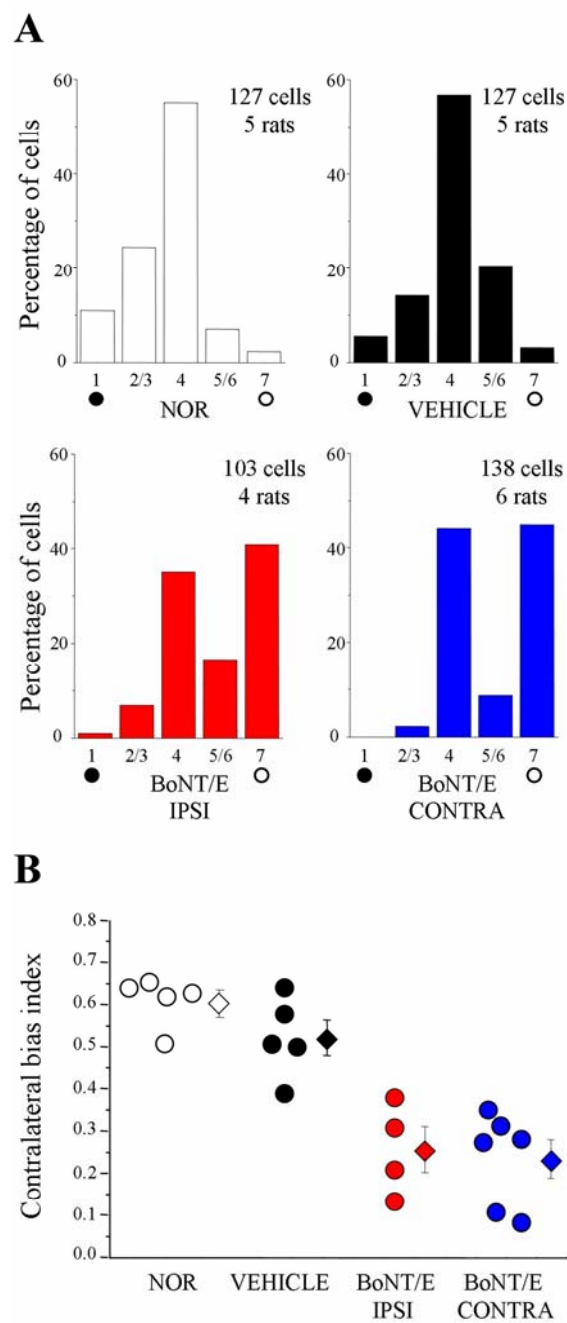 A
Percentage of cells
60
40
20
0
127 cells
5 rats
1 2/3 4 5/6 7
NOR
60
40
20
0
127 cells
5 rats
1 2/3 4 5/6 7
VEHICLE
Percentage of cells
60
40
20
0
103 cells
4 rats
1 2/3 4 5/6 7
BoNT/E
IPSI
60
40
20
0
138 cells
6 rats
1 2/3 4 5/6 7
BoNT/E
CONTRA
B
Contralateral bias index
0.8
0.7
0.6
0.5
0.4
0.3
0.2
0.1
0.0
NOR
VEHICLE
BoNT/E
IPSI
BoNT/E
CONTRA